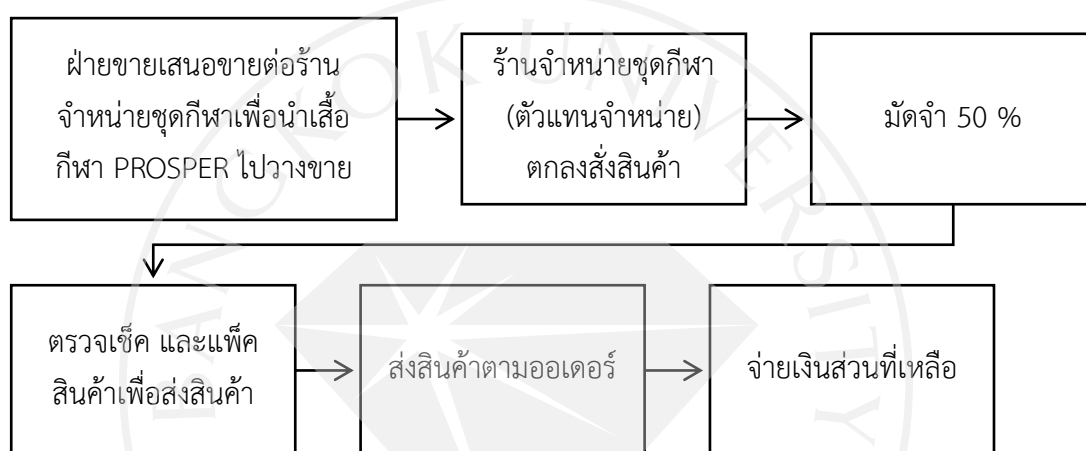 ฝ่ายขายเสนอขายต่อร้าน
จำหน่ายชุดกีฬาเพื่อนำเสื้อ
กีฬา PROSPER ไปวางขาย
ร้านจำหน่ายชุดกีฬา
(ตัวแทนจำหน่าย)
ตกลงสั่งสินค้า
มัดจำ 50 %
ตรวจเช็ค และแพ็ค
สินค้าเพื่อส่งสินค้า
ส่งสินค้าตามออเดอร์
จ่ายเงินส่วนที่เหลือ
BANGKOK UNIVERSITY